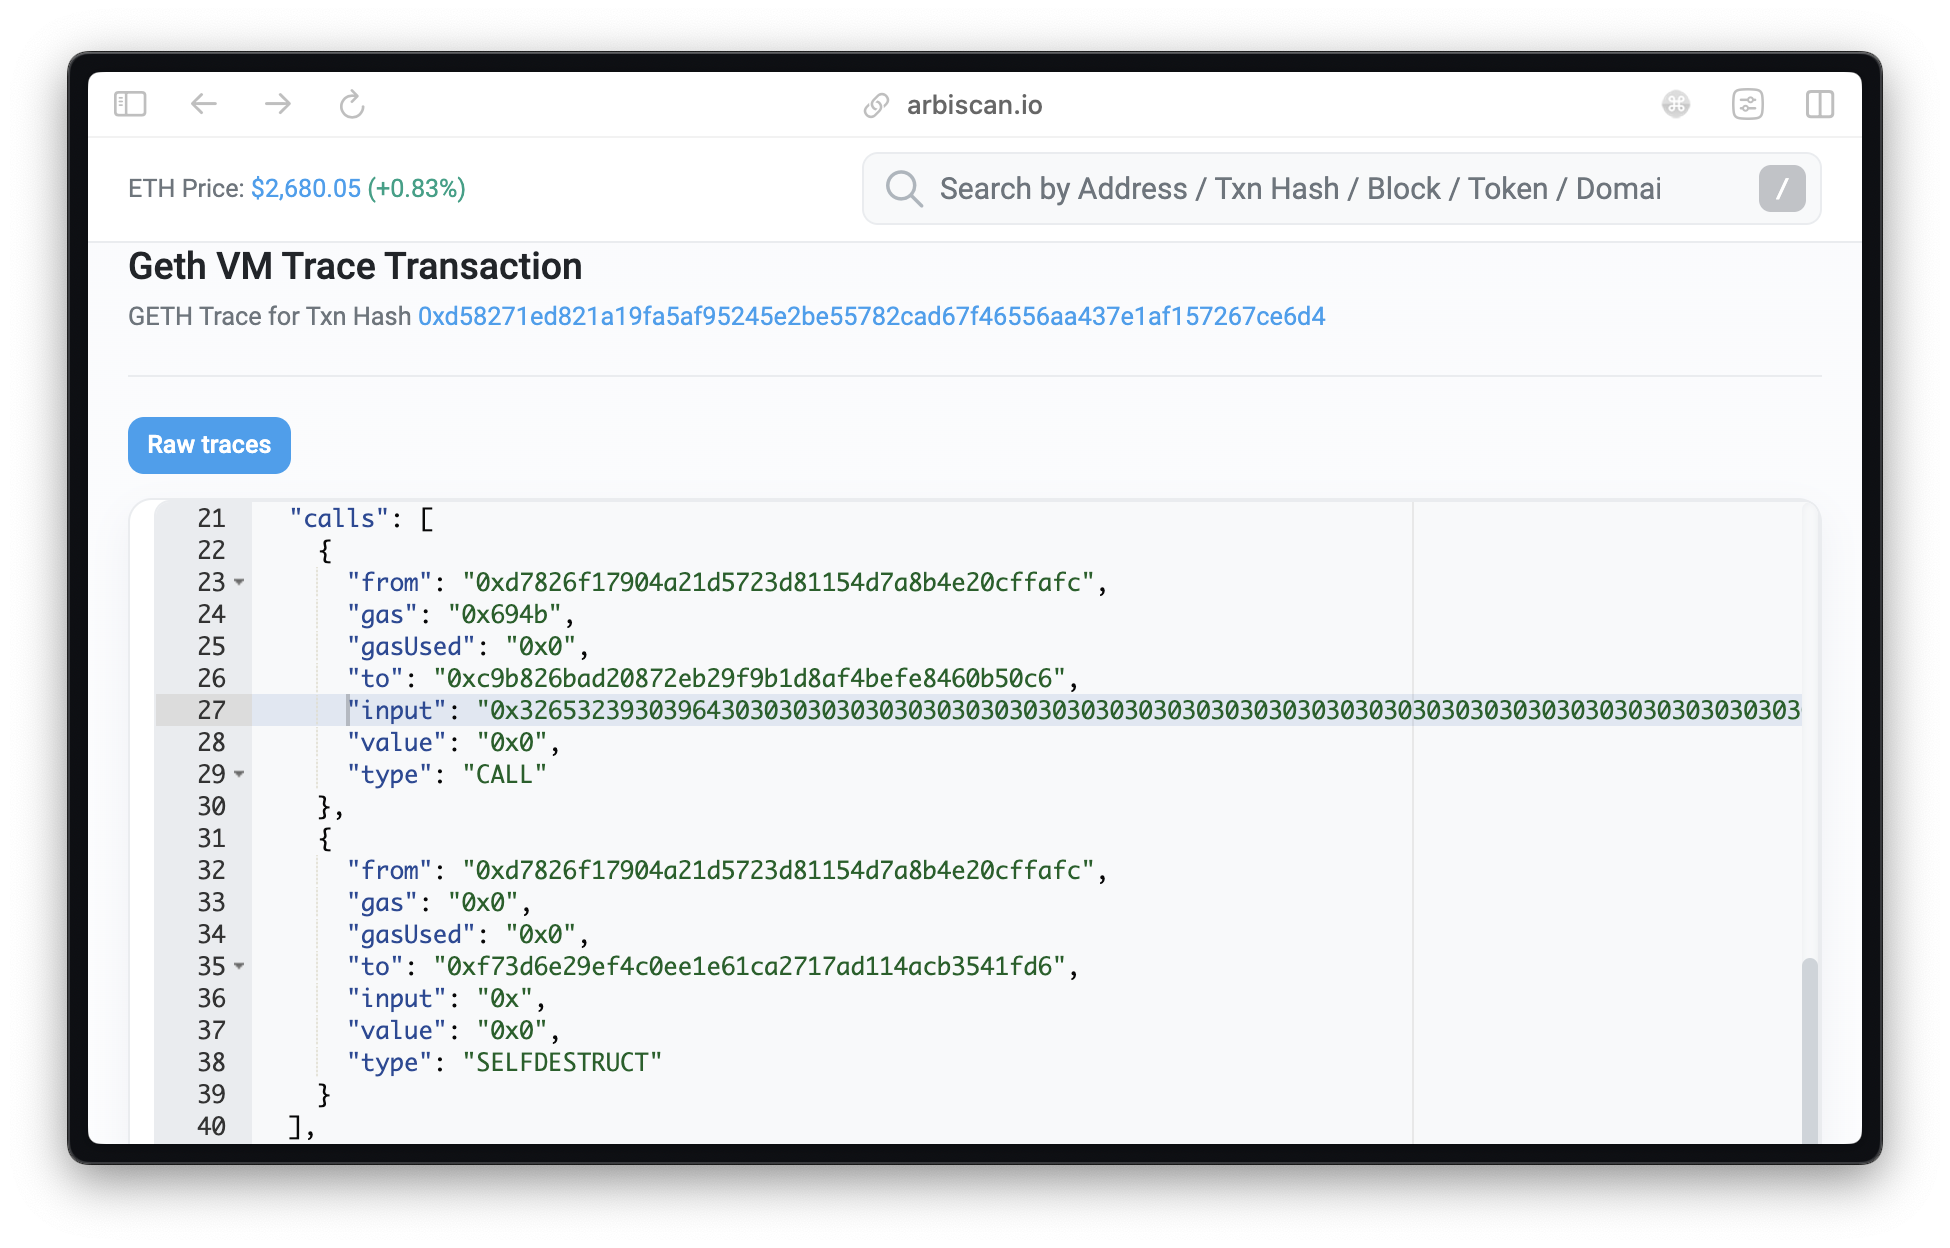 arbiscan.io
ETH Price: $2,680.05 (+0.83%)
Search by Address / Txn Hash / Block / Token / Domai
/
Geth VM Trace Transaction
GETH Trace for Txn Hash 0xd58271ed821a19fa5af95245e2be55782cad67f46556aa437e1af157267ce6d4
Raw traces
21 "calls": [
22 {
23 "from": "0xd7826f17904a21d5723d81154d7a8b4e20cffafc",
24 "gas": "0x694b",
25 "gasUsed": "0x0",
26 "to": "0xc9b826bad20872eb29f9b1d8af4befe8460b50c6",
27 "input": "0x32653239303964303030303030303030303030303030303030303030303030303030303030303030303030303
28 "value": "0x0",
29 "type": "CALL"
30 },
31 {
32 "from": "0xd7826f17904a21d5723d81154d7a8b4e20cffafc",
33 "gas": "0x0",
34 "gasUsed": "0x0",
35 "to": "0xf73d6e29ef4c0ee1e61ca2717ad114acb3541fd6",
36 "input": "0x",
37 "value": "0x0",
38 "type": "SELFDESTRUCT"
39 }
40 ],